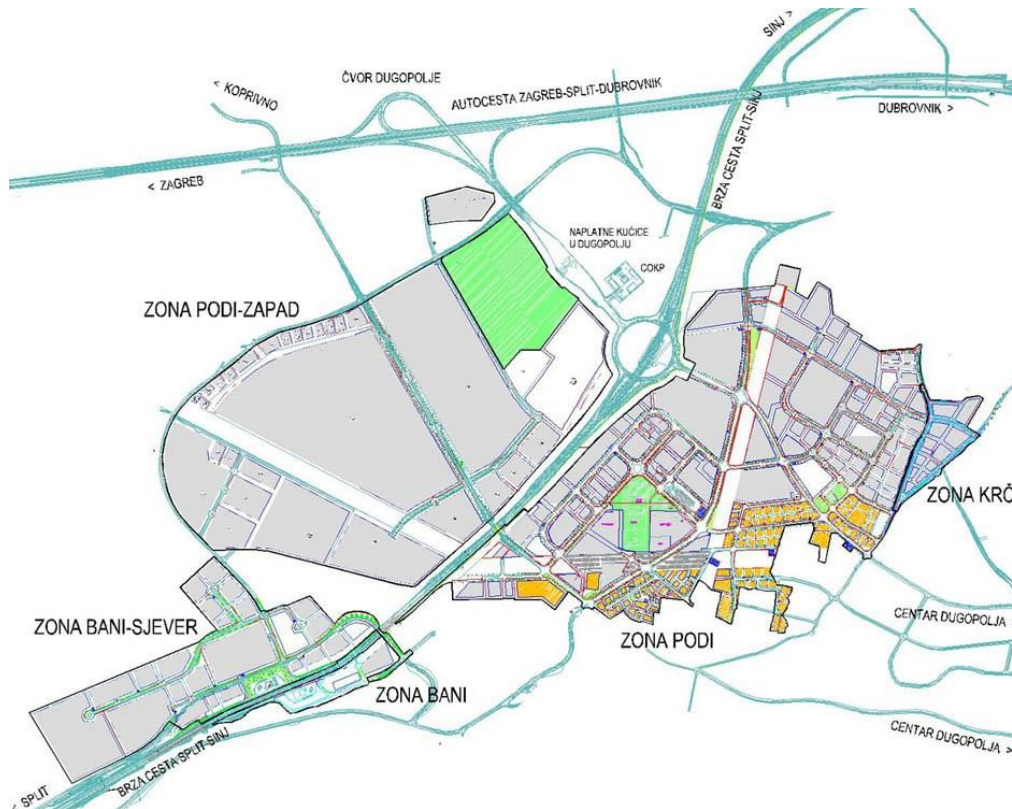 SINJ >
ČVOR DUGOPOLJE
< KOPRIVNO
AUTOCESTA ZAGREB-SPLIT-DUBROVNIK
DUBROVNIK >
BRZA CESTA SPLIT-SINJ
< ZAGREB
NAPLATNE KUĆICE
U DUGOPOLJU
COKP
ZONA PODI-ZAPAD
ZONA KRČ
CENTAR DUGOPOLJA
ZONA BANI-SJEVER
ZONA PODI
ZONA BANI
CENTAR DUGOPOLJA >
BRZA CESTA SPLIT-SINJ
< SPLIT